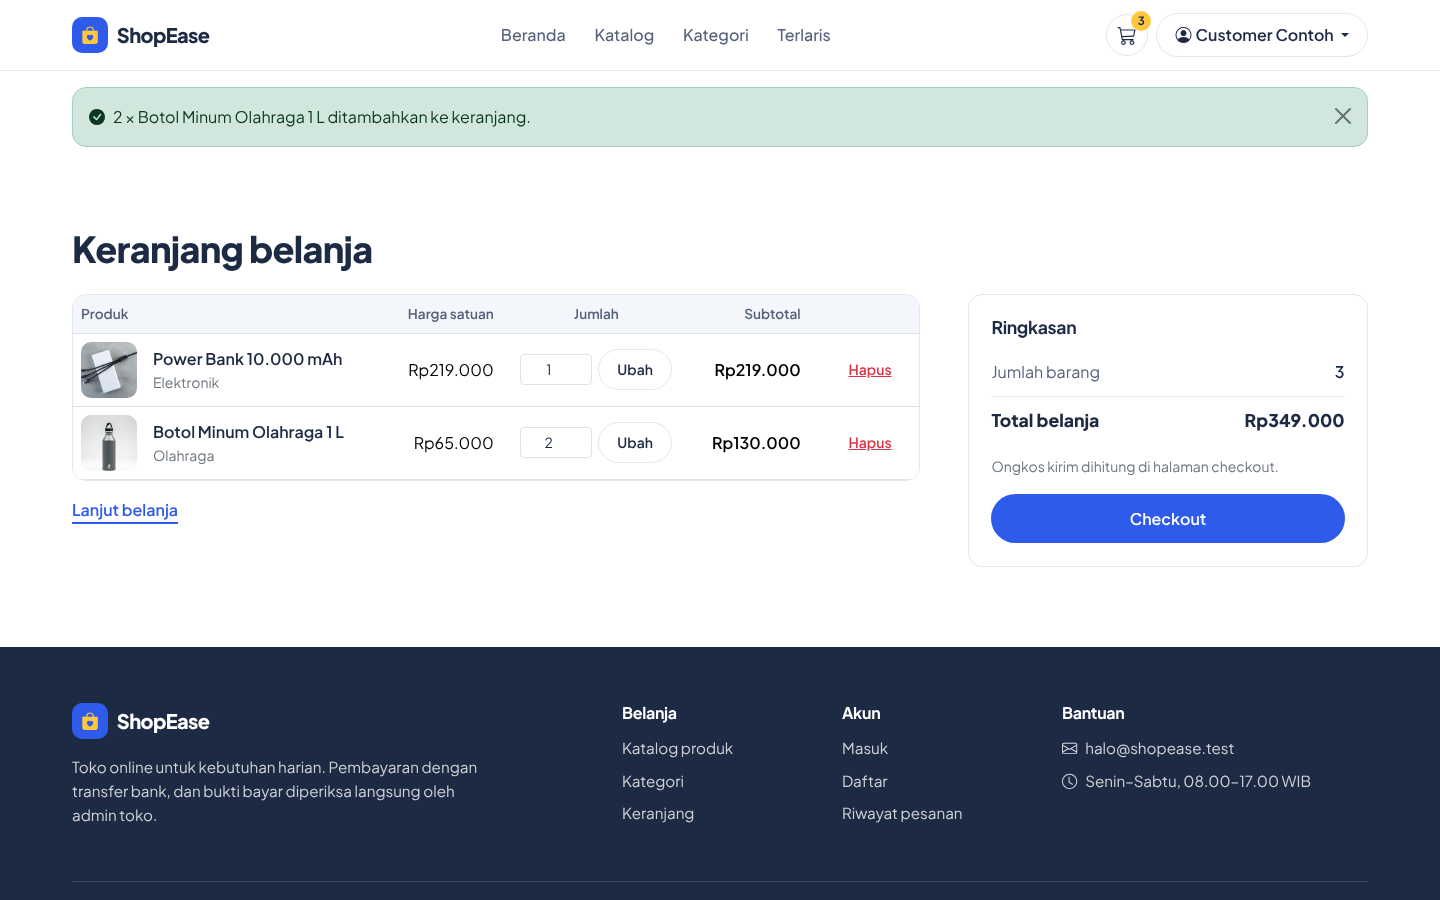 ShopEase
Beranda Katalog Kategori Terlaris
3
Customer Contoh
2 × Botol Minum Olahraga 1 L ditambahkan ke keranjang.
Keranjang belanja
Produk Harga satuan Jumlah Subtotal
Power Bank 10.000 mAh
Elektronik
Rp219.000 1 Ubah Rp219.000 Hapus
Botol Minum Olahraga 1 L
Olahraga
Rp65.000 2 Ubah Rp130.000 Hapus
Lanjut belanja
Ringkasan
Jumlah barang 3
Total belanja Rp349.000
Ongkos kirim dihitung di halaman checkout.
Checkout
ShopEase
Toko online untuk kebutuhan harian. Pembayaran dengan
transfer bank, dan bukti bayar diperiksa langsung oleh
admin toko.
Belanja
Katalog produk
Kategori
Keranjang
Akun
Masuk
Daftar
Riwayat pesanan
Bantuan
halo@shopease.test
Senin–Sabtu, 08.00–17.00 WIB